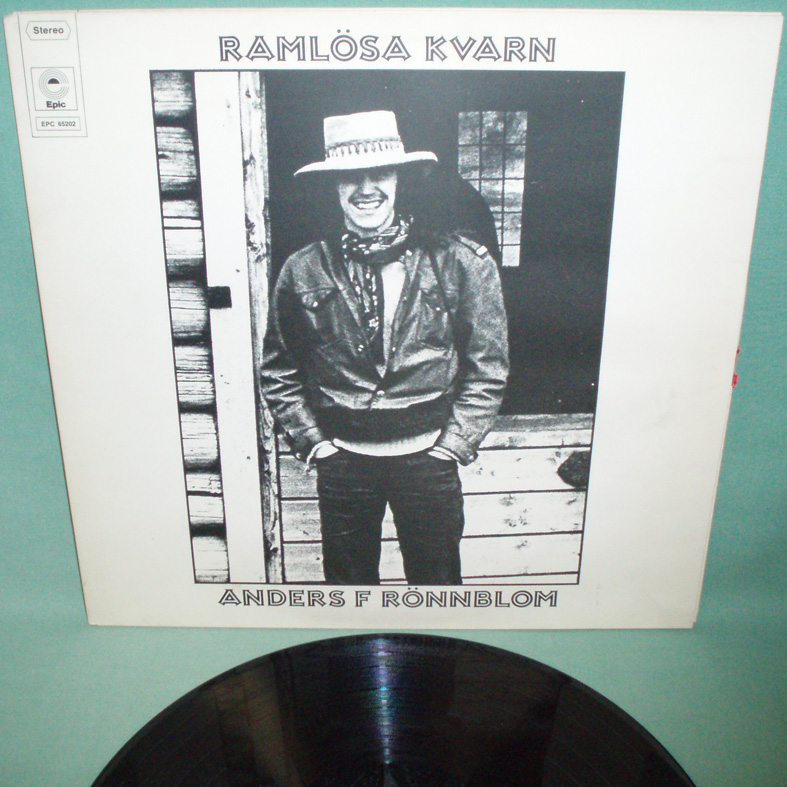 Stereo
RAMLÖSA KVARN
Epic
EPC 65202
ANDERS F RÖNNBLOM